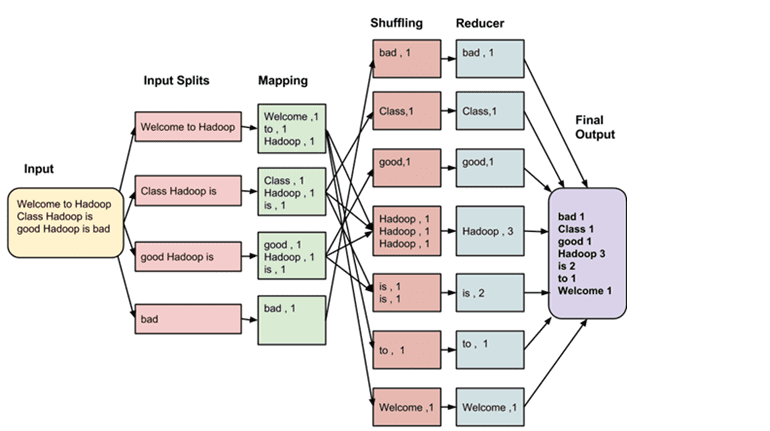 Input
Welcome to Hadoop
Class Hadoop is
good Hadoop is bad
Input Splits
Welcome to Hadoop
Class Hadoop is
good Hadoop is
bad
Mapping
Welcome ,1
to , 1
Hadoop , 1
Class , 1
Hadoop , 1
is , 1
good , 1
Hadoop , 1
is , 1
bad , 1
Shuffling
bad , 1
Class,1
good,1
Hadoop , 1
Hadoop , 1
Hadoop , 1
is , 1
is , 1
to , 1
Welcome ,1
Reducer
bad , 1
Class,1
good,1
Hadoop , 3
is , 2
to , 1
Welcome ,1
Final
Output
bad 1
Class 1
good 1
Hadoop 3
is 2
to 1
Welcome 1